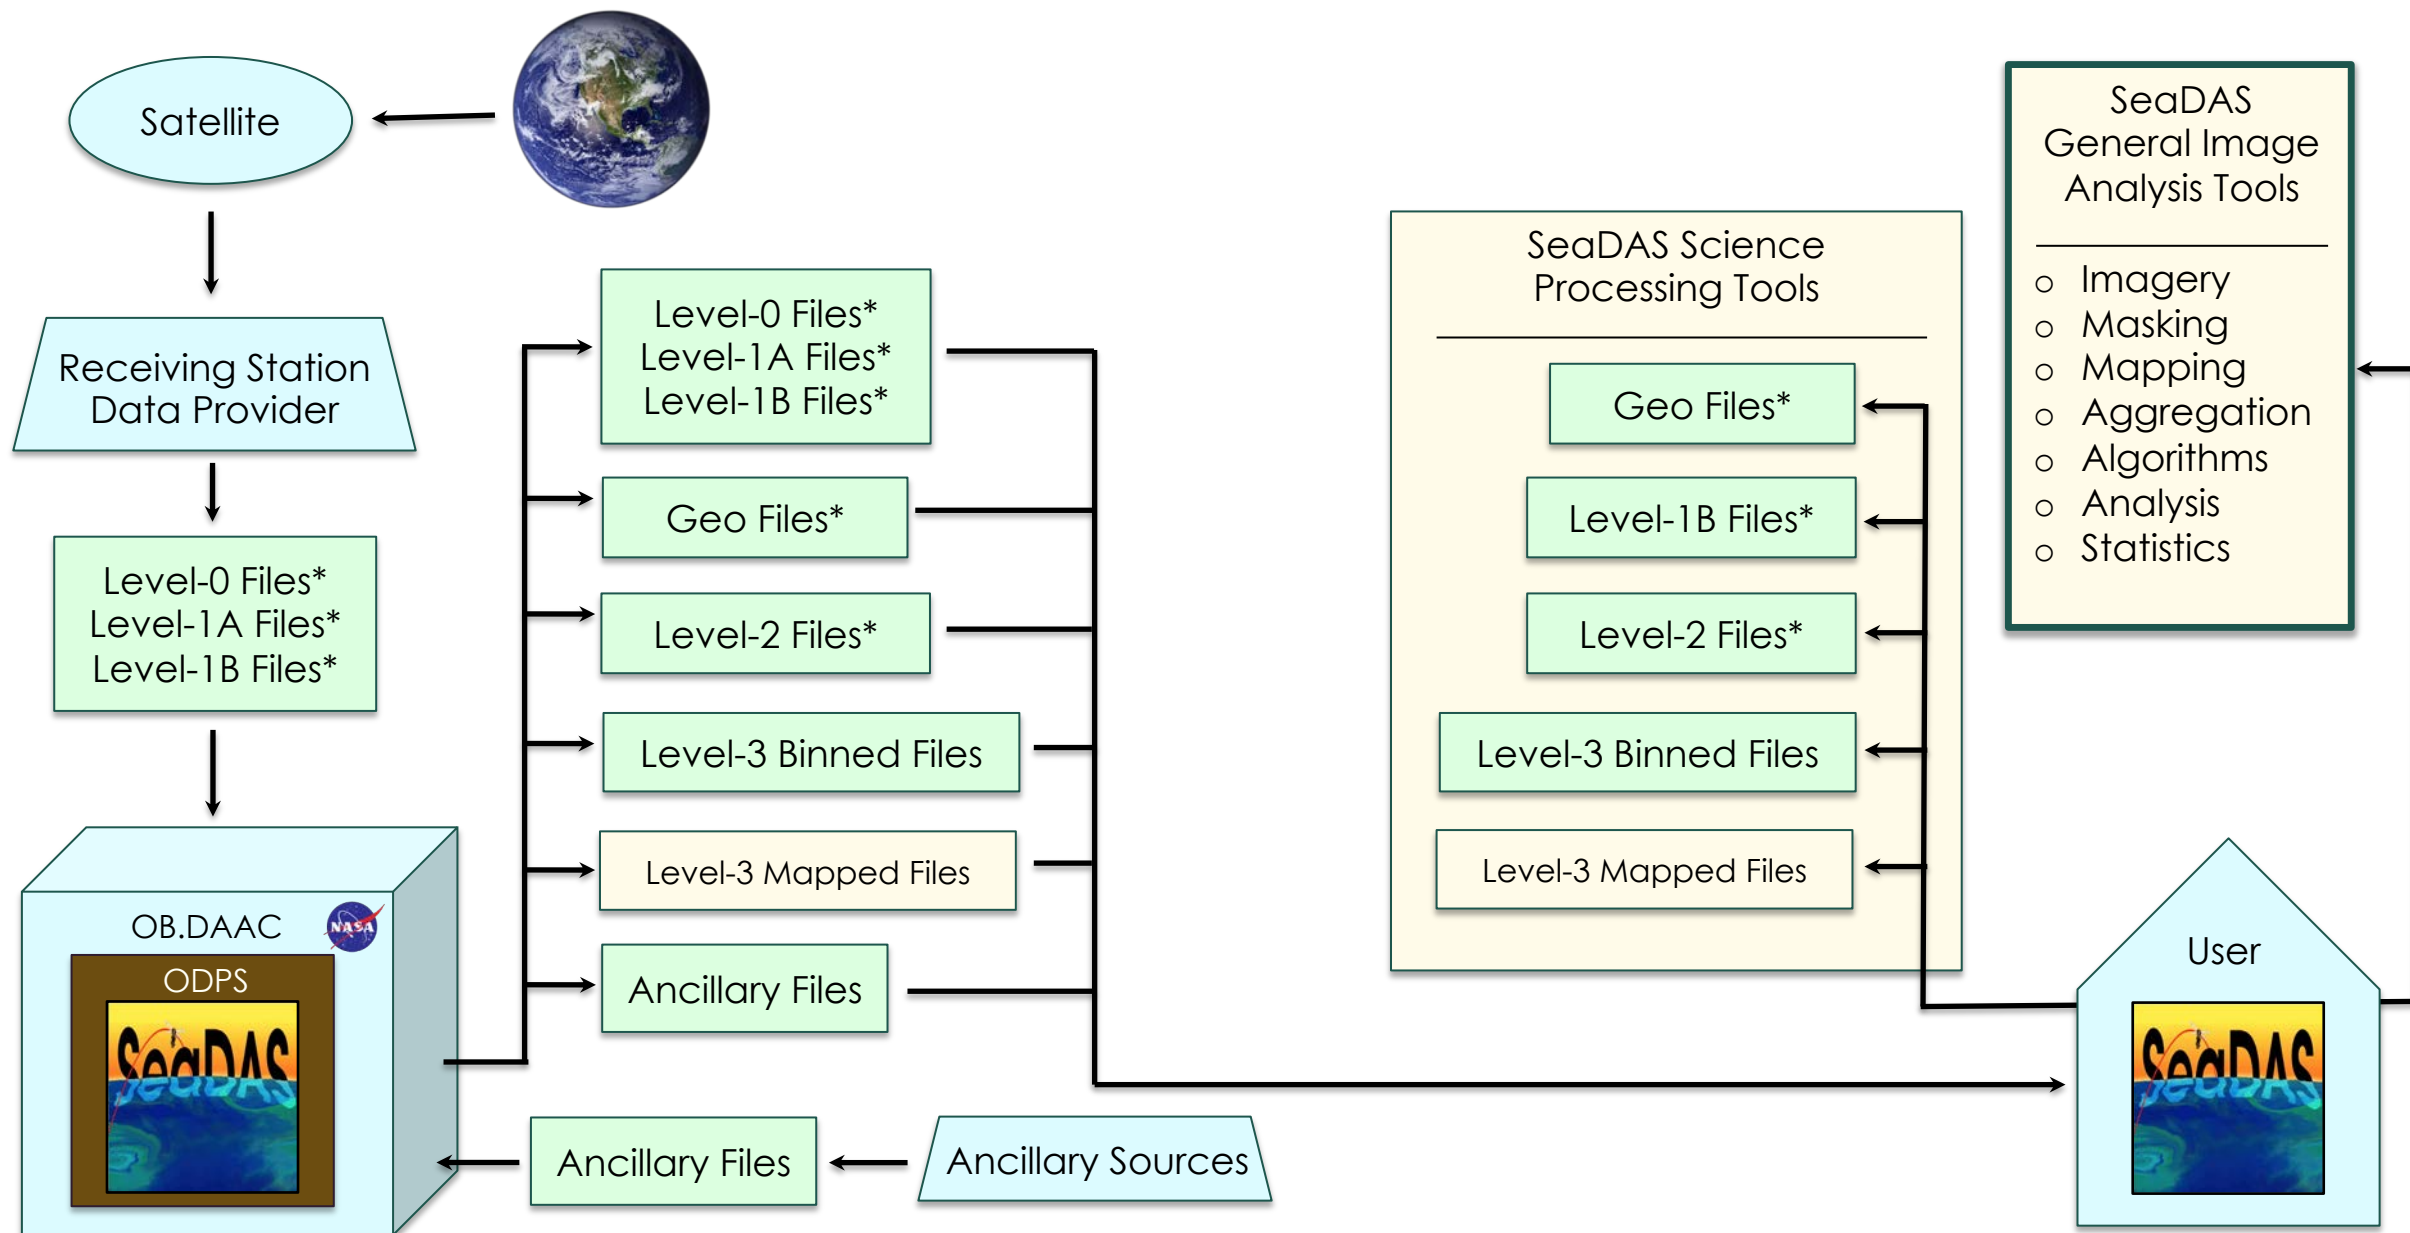 Satellite
Receiving Station
Data Provider
Level-0 Files*
Level-1A Files*
Level-1B Files*
OB.DAAC
NASA
ODPS
SeaDAS
Level-0 Files*
Level-1A Files*
Level-1B Files*
Geo Files*
Level-2 Files*
Level-3 Binned Files
Level-3 Mapped Files
Ancillary Files
Ancillary Files
Ancillary Sources
SeaDAS Science
Processing Tools
Geo Files*
Level-1B Files*
Level-2 Files*
Level-3 Binned Files
Level-3 Mapped Files
SeaDAS
General Image
Analysis Tools
o Imagery
o Masking
o Mapping
o Aggregation
o Algorithms
o Analysis
o Statistics
User
SeaDAS